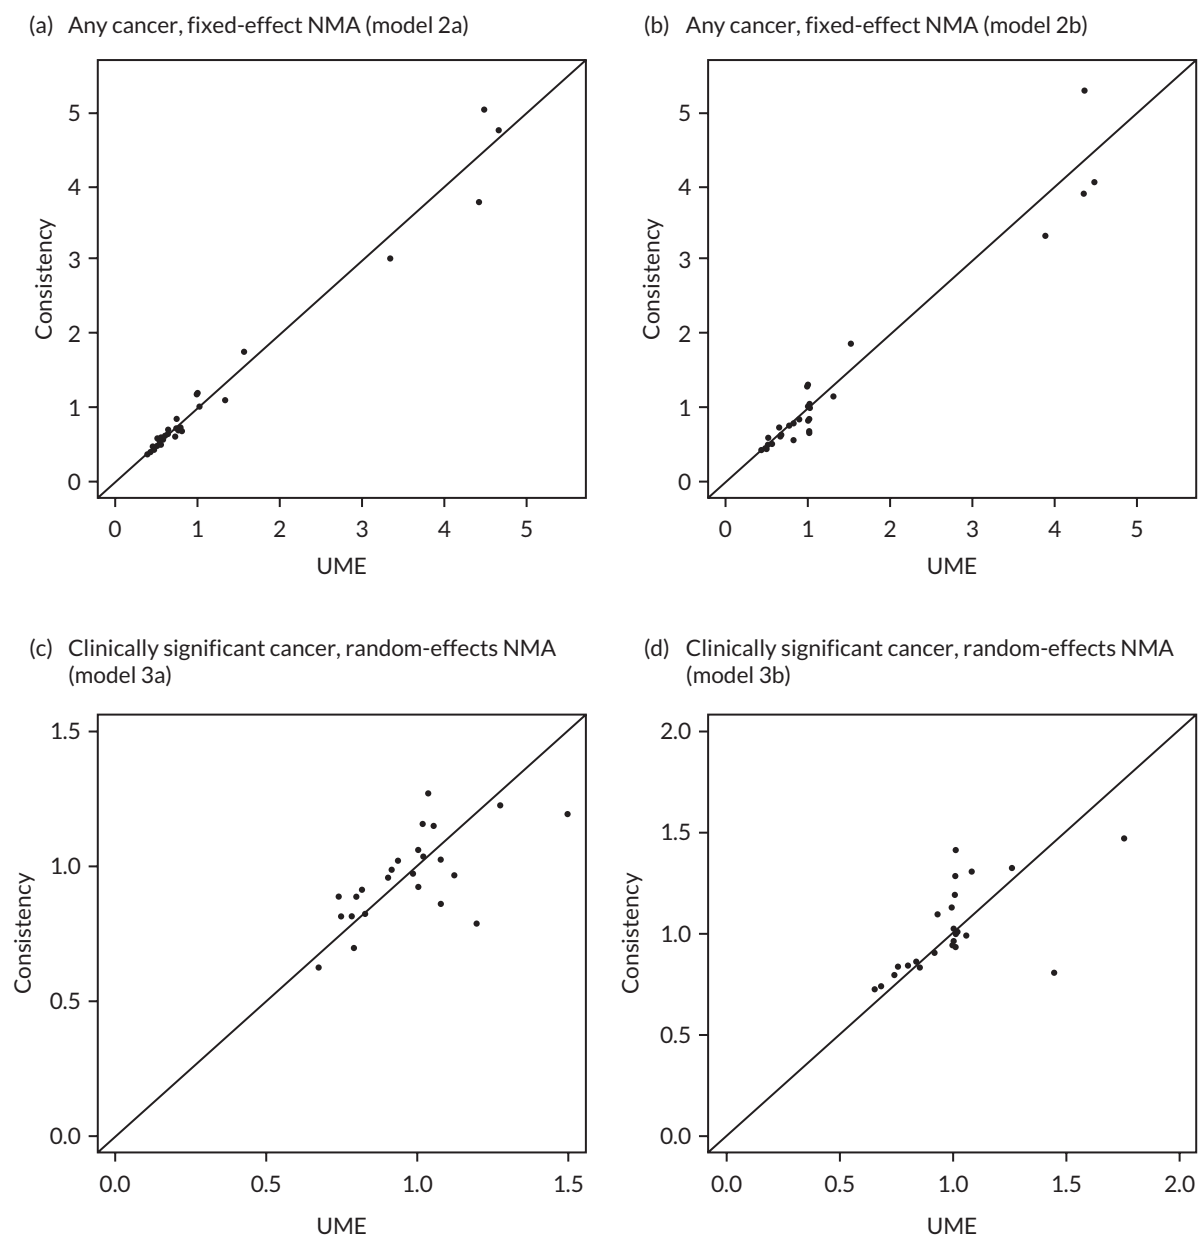 (a) Any cancer, fixed-effect NMA (model 2a)
5
4
3
2
1
0
Consistency
0 1 2 3 4 5
UME
(b) Any cancer, fixed-effect NMA (model 2b)
5
4
3
2
1
0
Consistency
0 1 2 3 4 5
UME
(c) Clinically significant cancer, random-effects NMA
(model 3a)
1.5
1.0
0.5
0.0
Consistency
0.0 0.5 1.0 1.5
UME
(d) Clinically significant cancer, random-effects NMA
(model 3b)
2.0
1.5
1.0
0.5
0.0
Consistency
0.0 0.5 1.0 1.5 2.0
UME